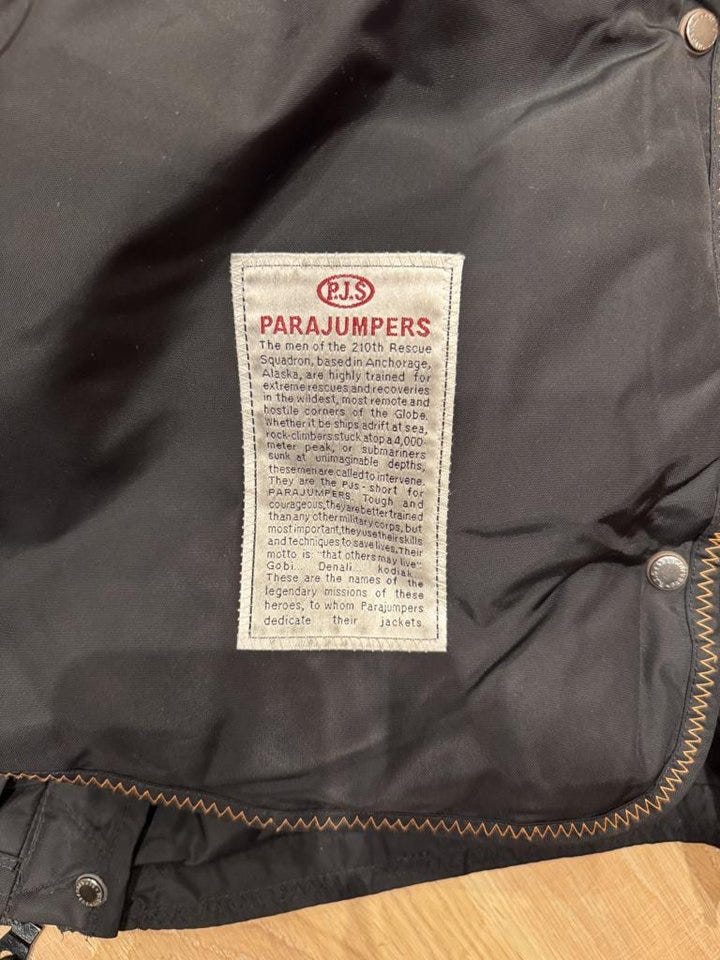 P.J.S
PARAJUMPERS
The men of the 210th Rescue
Squadron, based in Anchorage,
Alaska, are highly trained for
extreme rescues and recoveries
in the wildest, most remote and
hostile corners of the Globe.
Whether it be ships adrift at sea,
rock-climbers stuck atop a 4,000-
meter peak, or submariners
sunk at unimaginable depths,
these men are called to intervene.
They are the PJs - short for
PARAJUMPERS. Tough and
courageous, they are better trained
than any other military corps, but
most important, they use their skills
and techniques to save lives. Their
motto is: "that others may live"
Gobi... Denali... kodiak...
These are the names of the
legendary missions of these
heroes, to whom Parajumpers
dedicate their jackets.